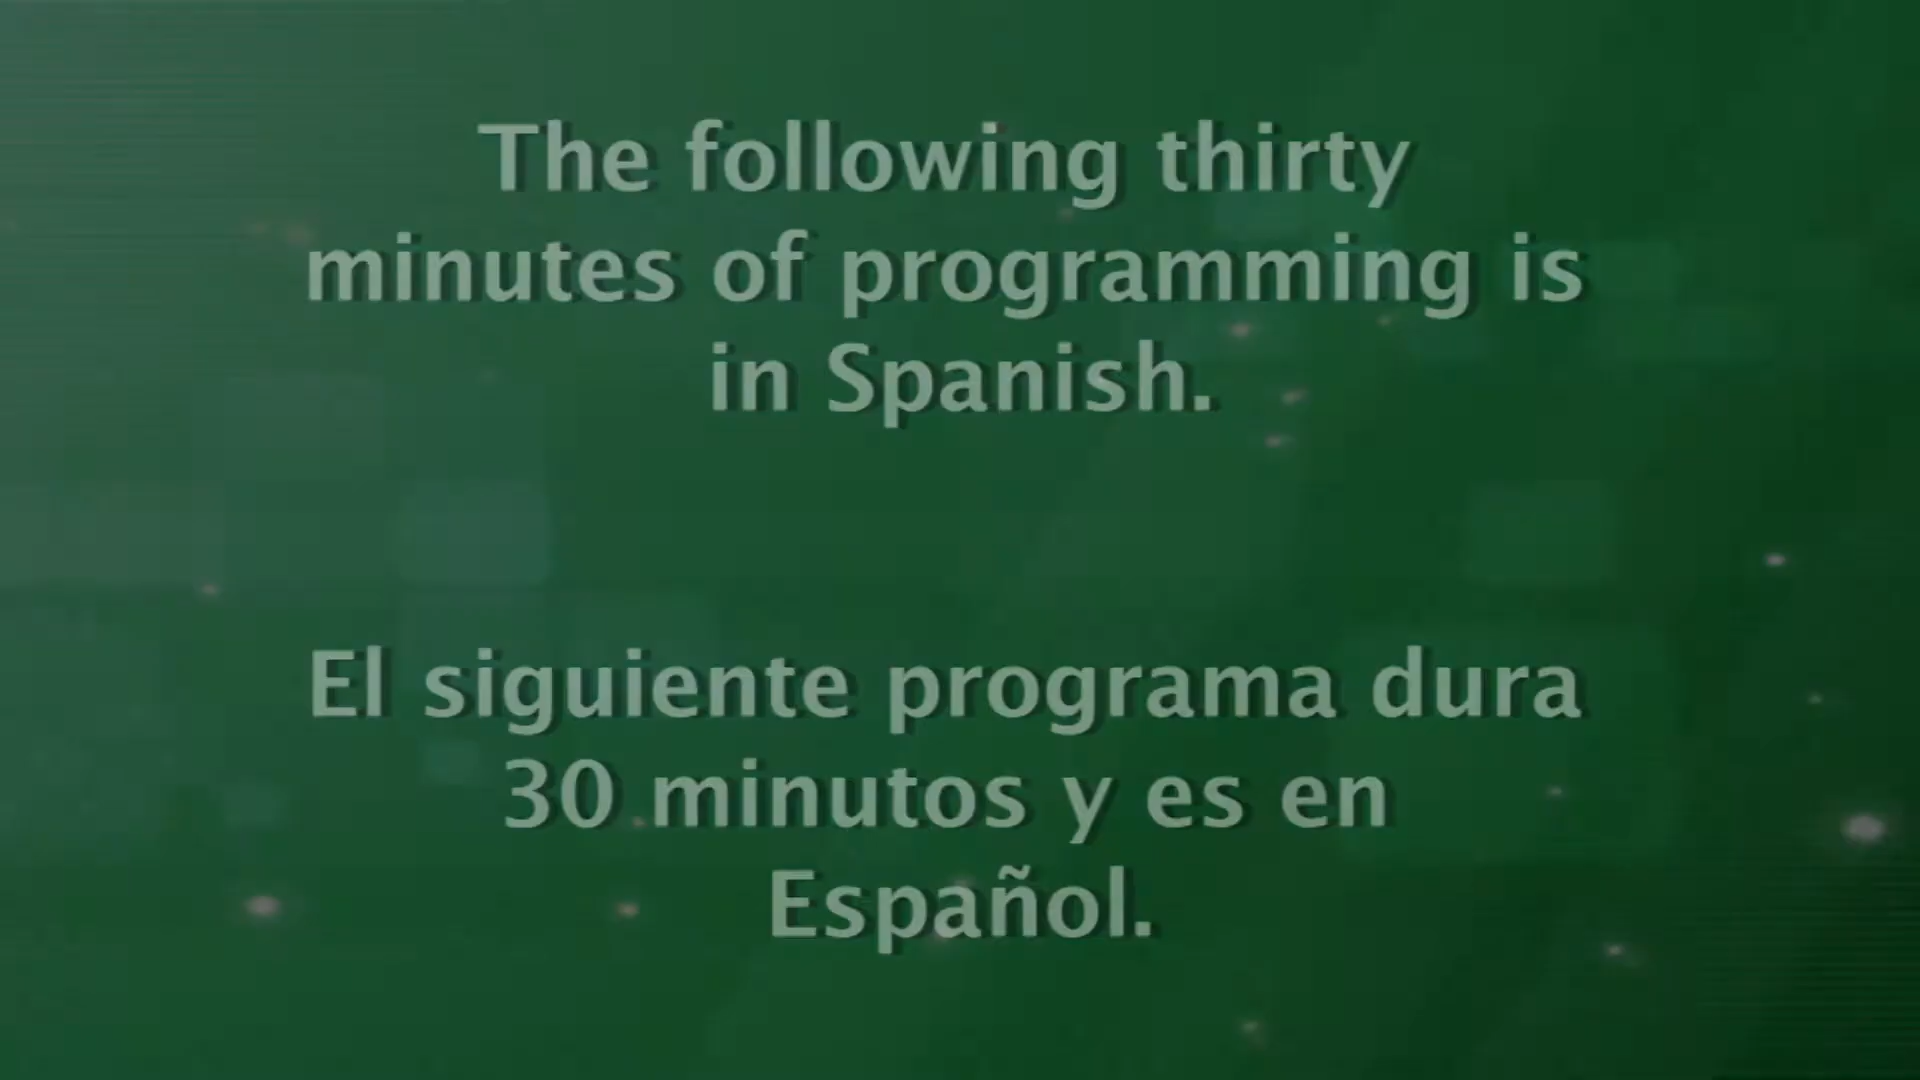 The following thirty
minutes of programming is
in Spanish.
El siguiente programa dura
30 minutos y es en
Español.